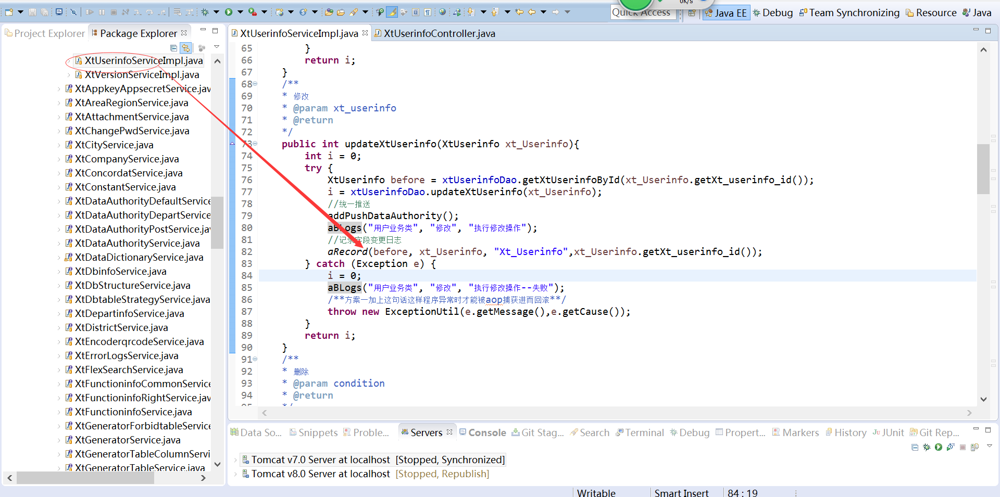 0K/s
Quick Access
Java EE
Debug
Team Synchronizing
Resource
Java
Project Explorer
Package Explorer
XtUserinfoServiceImpl.java
XtVersionServiceImpl.java
XtAppkeyAppsecretService.jav
XtAreaRegionService.java
XtAttachmentService.java
XtChangePwdService.java
XtCityService.java
XtCompanyService.java
XtConcordatService.java
XtConstantService.java
XtDataAuthorityDefaultService
XtDataAuthorityDepartService
XtDataAuthorityPostService.jav
XtDataAuthorityService.java
XtDataDictionaryService.java
XtDbinfoService.java
XtDbStructureService.java
XtDbtableStrategyService.java
XtDepartinfoService.java
XtDistrictService.java
XtEncoderqrcodeService.java
XtErrorLogsService.java
XtFlexSearchService.java
XtFunctioninfoCommonService
XtFunctioninfoRightService.jav
XtFunctioninfoService.java
XtGeneratorForbidtableService
XtGeneratorService.java
XtGeneratorTableColumnServi
XtGeneratorTableService.java
XtUserinfoServiceImpl.java
XtUserinfoController.java
65 }
66 return i;
67 }
68 /**
69 * 修改
70 * @param xt_userinfo
71 * @return
72 */
73 public int updateXtUserinfo(XtUserinfo xt_Userinfo){
74 int i = 0;
75 try {
76 XtUserinfo before = xtUserinfoDao.getXtUserinfoById(xt_Userinfo.getXt_userinfo_id());
77 i = xtUserinfoDao.updateXtUserinfo(xt_Userinfo);
78 //统一推送
79 addPushDataAuthority();
80 aBLogs("用户业务类", "修改", "执行修改操作");
81 //记录字段变更日志
82 aRecord(before, xt_Userinfo, "Xt_Userinfo",xt_Userinfo.getXt_userinfo_id());
83 } catch (Exception e) {
84 i = 0;
85 aBLogs("用户业务类", "修改", "执行修改操作--失败");
86 /**方案一加上这句话这样程序异常时才能被aop捕获进而回滚**/
87 throw new ExceptionUtil(e.getMessage(),e.getCause());
88 }
89 return i;
90 }
91 /**
92 * 删除
93 * @param condition
94 * @return
95 */
Data So...
Snippets
Proble...
Servers
Console
Git Stag...
Search
Terminal
Debug
Propert...
Markers
History
JUnit
Git Rep...
Tomcat v7.0 Server at localhost [Stopped, Synchronized]
Tomcat v8.0 Server at localhost [Stopped, Republish]
Writable
Smart Insert
84 : 19